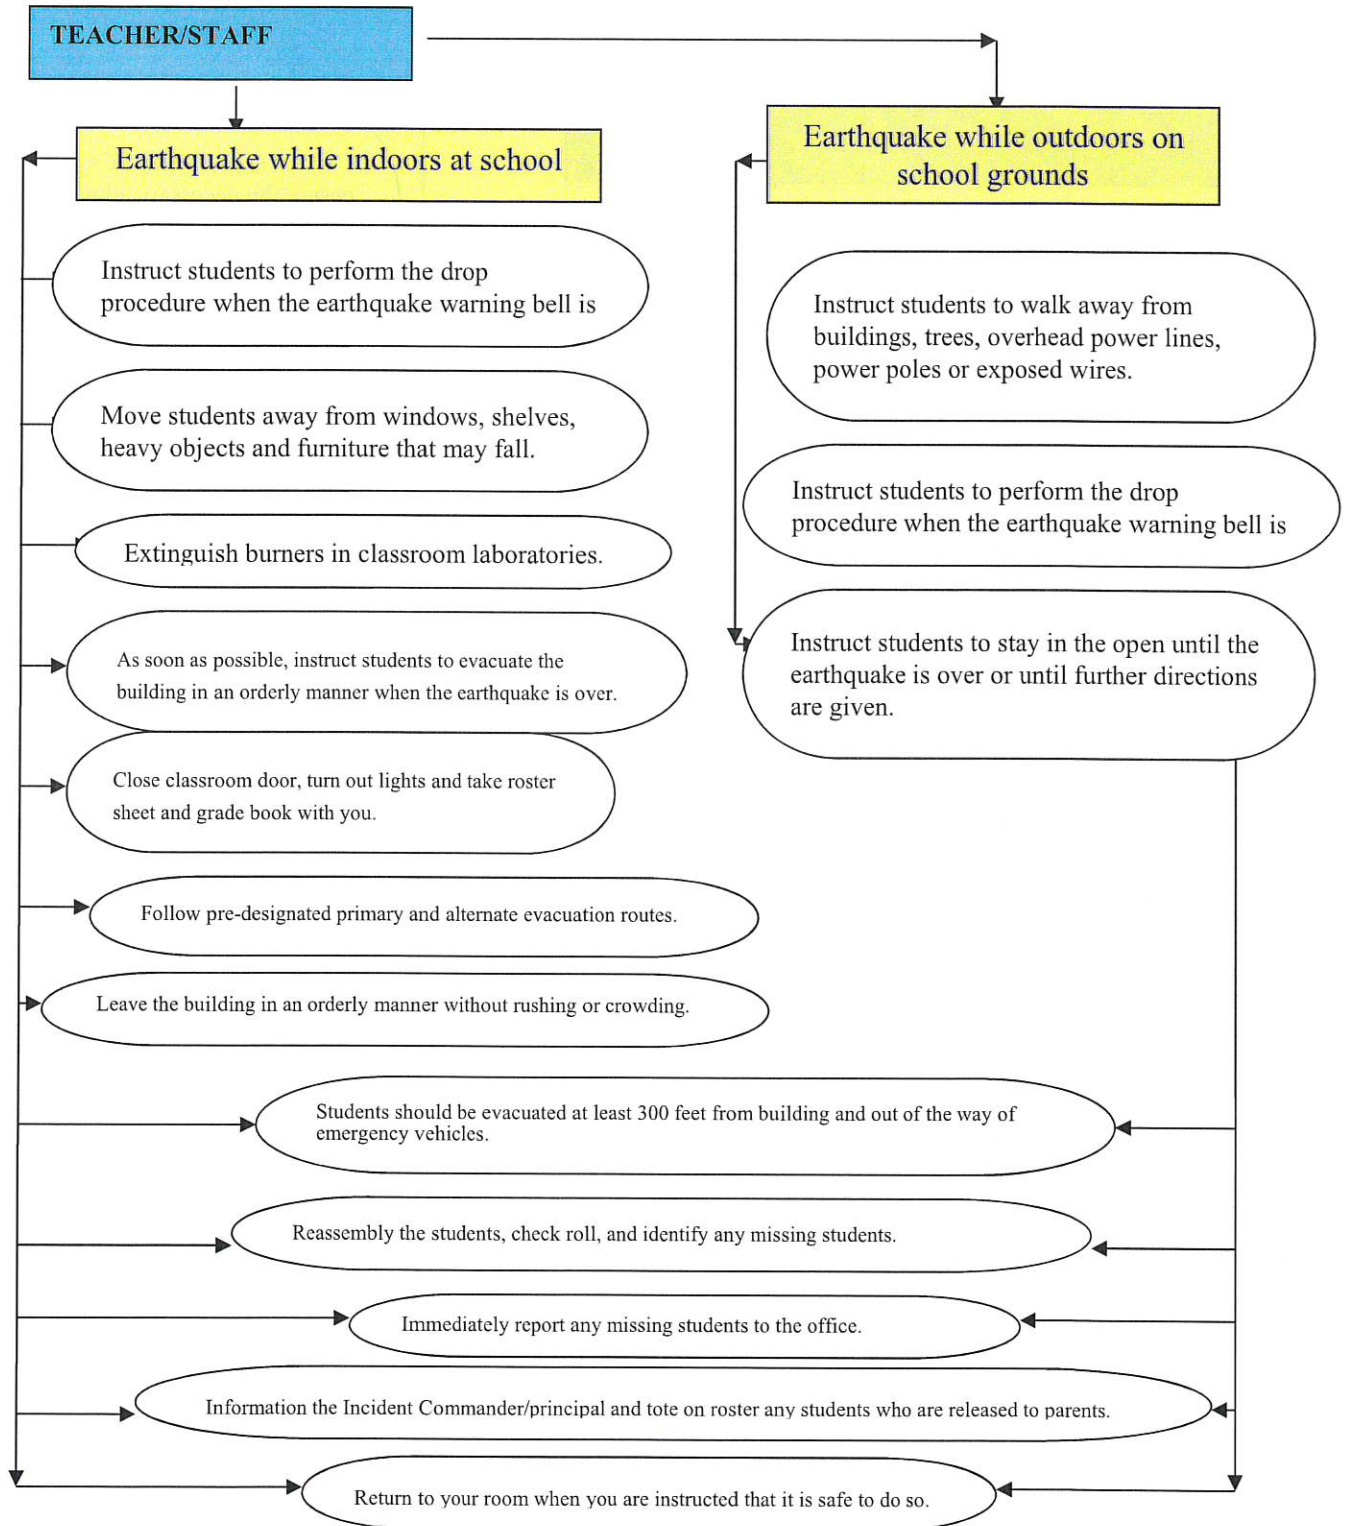 TEACHER/STAFF
Earthquake while indoors at school
Earthquake while outdoors on
school grounds
Instruct students to perform the drop
procedure when the earthquake warning bell is
Move students away from windows, shelves,
heavy objects and furniture that may fall.
Extinguish burners in classroom laboratories.
As soon as possible, instruct students to evacuate the
building in an orderly manner when the earthquake is over.
Close classroom door, turn out lights and take roster
sheet and grade book with you.
Follow pre-designated primary and alternate evacuation routes.
Leave the building in an orderly manner without rushing or crowding.
Instruct students to walk away from
buildings, trees, overhead power lines,
power poles or exposed wires.
Instruct students to perform the drop
procedure when the earthquake warning bell is
Instruct students to stay in the open until the
earthquake is over or until further directions
are given.
Students should be evacuated at least 300 feet from building and out of the way of
emergency vehicles.
Reassembly the students, check roll, and identify any missing students.
Immediately report any missing students to the office.
Information the Incident Commander/principal and tote on roster any students who are released to parents.
Return to your room when you are instructed that it is safe to do so.